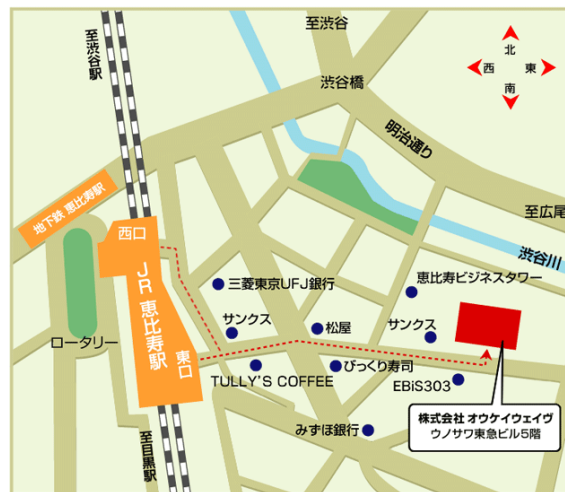 至渋谷
至渋谷駅
北
西 東
南
渋谷橋
明治通り
地下鉄 恵比寿駅
至広尾
西口
渋谷川
JR 恵比寿駅
三菱東京UFJ銀行
恵比寿ビジネスタワー
サンクス
松屋
サンクス
ロータリー
東口
TULLY'S COFFEE
びっくり寿司
EBiS303
株式会社 オウケイウェイヴ
ウノサワ東急ビル5階
みずほ銀行
至目黒駅